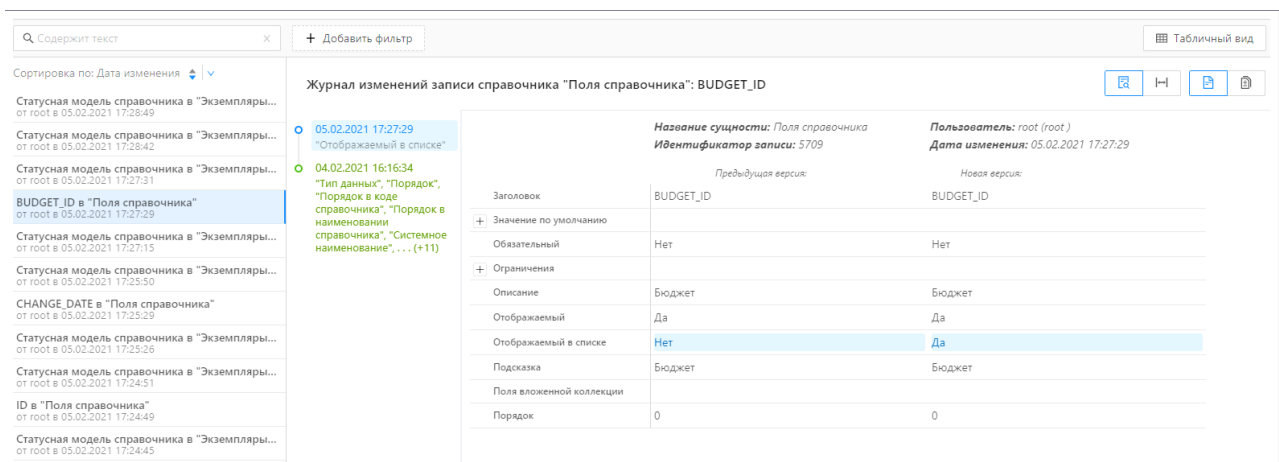 Содержит текст
Добавить фильтр
Табличный вид
Сортировка по: Дата изменения
Статусная модель справочника в "Экземпляры...
от root в 05.02.2021 17:28:49
Статусная модель справочника в "Экземпляры...
от root в 05.02.2021 17:28:42
Статусная модель справочника в "Экземпляры...
от root в 05.02.2021 17:27:31
BUDGET_ID в "Поля справочника"
от root в 05.02.2021 17:27:29
Статусная модель справочника в "Экземпляры...
от root в 05.02.2021 17:27:15
Статусная модель справочника в "Экземпляры...
от root в 05.02.2021 17:25:50
CHANGE_DATE в "Поля справочника"
от root в 05.02.2021 17:25:29
Статусная модель справочника в "Экземпляры...
от root в 05.02.2021 17:25:26
Статусная модель справочника в "Экземпляры...
от root в 05.02.2021 17:24:51
ID в "Поля справочника"
от root в 05.02.2021 17:24:49
Статусная модель справочника в "Экземпляры...
от root в 05.02.2021 17:24:45
Журнал изменений записи справочника "Поля справочника": BUDGET_ID
05.02.2021 17:27:29
"Отображаемый в списке"
04.02.2021 16:16:34
"Тип данных", "Порядок",
"Порядок в коде
справочника", "Порядок в
наименовании
справочника", "Системное
наименование", . . . (+11)
Название сущности: Поля справочника Пользователь: root (root )
Идентификатор записи: 5709 Дата изменения: 05.02.2021 17:27:29
Предыдущая версия: Новая версия:
Заголовок BUDGET_ID BUDGET_ID
Значение по умолчанию
Обязательный Нет Нет
Ограничения
Описание Бюджет Бюджет
Отображаемый Да Да
Отображаемый в списке Нет Да
Подсказка Бюджет Бюджет
Поля вложенной коллекции
Порядок 0 0